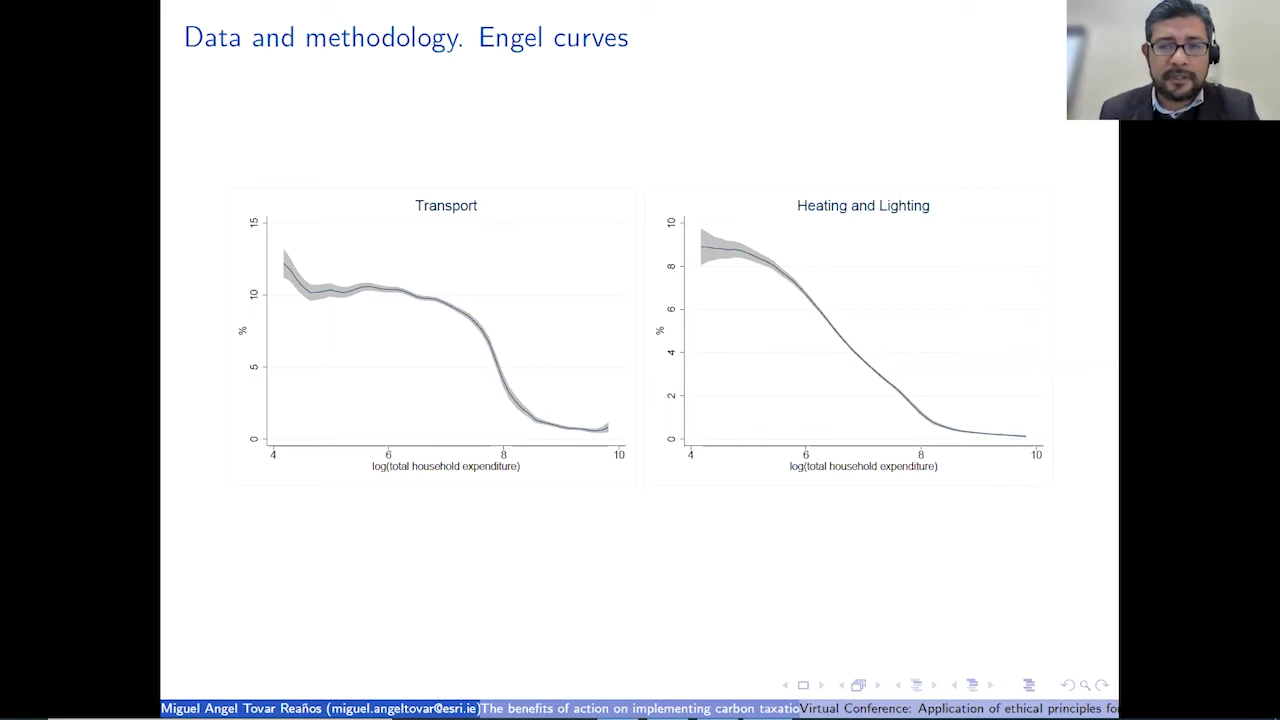 Data and methodology. Engel curves
Transport
15
10
5
0
%
4
6
8
10
log(total household expenditure)
Heating and Lighting
10
8
6
4
2
0
%
4
6
8
10
log(total household expenditure)
Miguel Angel Tovar Reaños (miguel.angeltovar@esri.ie)
The benefits of action on implementing carbon taxatio
Virtual Conference: Application of ethical principles fo